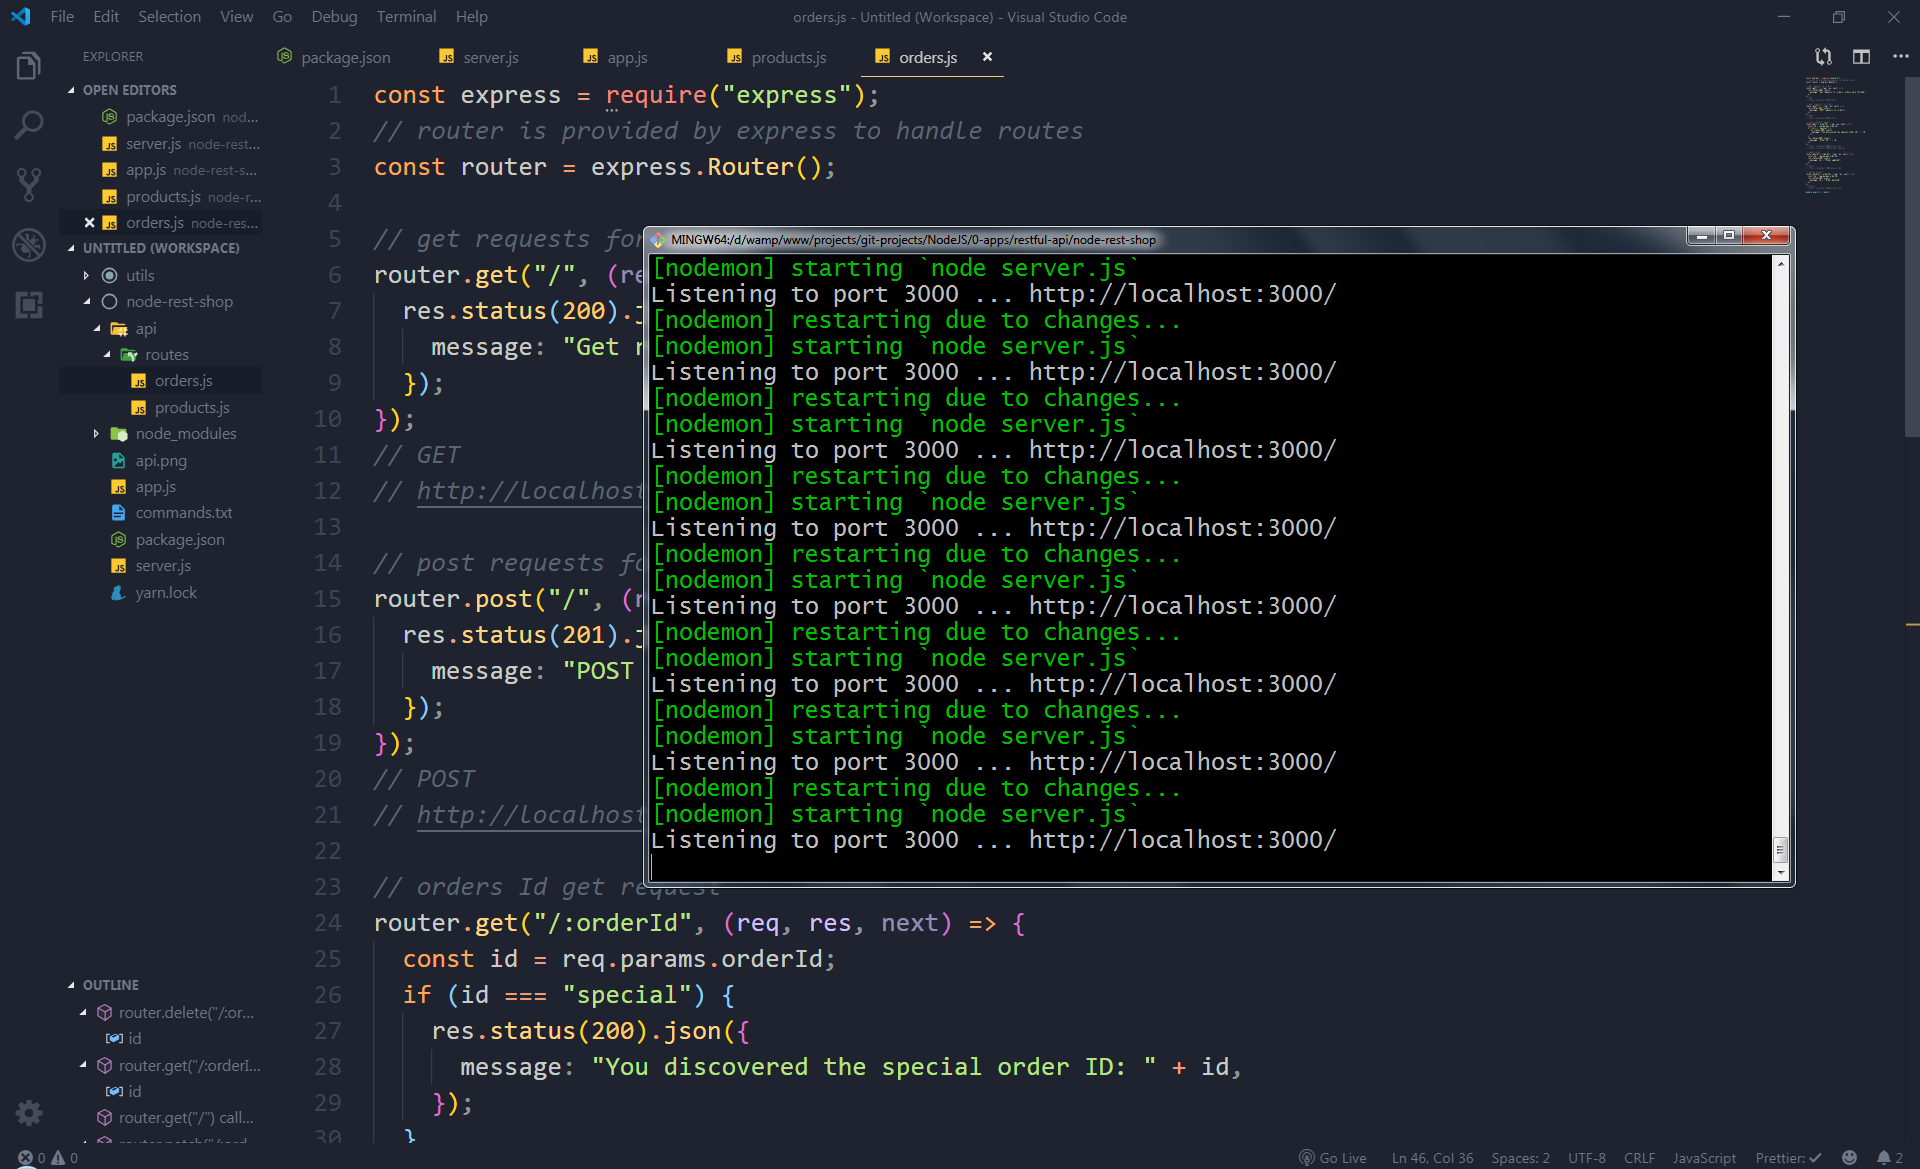 File Edit Selection View Go Debug Terminal Help
orders.js - Untitled (Workspace) - Visual Studio Code
EXPLORER
package.json
server.js
app.js
products.js
orders.js
OPEN EDITORS
package.json nod...
server.js node-rest...
app.js node-rest-s...
products.js node-r...
orders.js node-res...
UNTITLED (WORKSPACE)
utils
node-rest-shop
api
routes
orders.js
products.js
node_modules
api.png
app.js
commands.txt
package.json
server.js
yarn.lock
OUTLINE
router.delete("/:or...
id
router.get("/:orderI...
id
router.get("/") call...
1 const express = require("express");
2 // router is provided by express to handle routes
3 const router = express.Router();
4
5 // get requests for
6 router.get("/", (re
7 res.status(200).j
8 message: "Get r
9 });
10 });
11 // GET
12 // http://localhost
13
14 // post requests fo
15 router.post("/", (r
16 res.status(201).j
17 message: "POST
18 });
19 });
20 // POST
21 // http://localhost
22
23 // orders Id get request
24 router.get("/:orderId", (req, res, next) => {
25 const id = req.params.orderId;
26 if (id === "special") {
27 res.status(200).json({
28 message: "You discovered the special order ID: " + id,
29 });
30 }
MINGW64:/d/wamp/www/projects/git-projects/NodeJS/0-apps/restful-api/node-rest-shop
[nodemon] starting `node server.js`
Listening to port 3000 ... http://localhost:3000/
[nodemon] restarting due to changes...
[nodemon] starting `node server.js`
Listening to port 3000 ... http://localhost:3000/
[nodemon] restarting due to changes...
[nodemon] starting `node server.js`
Listening to port 3000 ... http://localhost:3000/
[nodemon] restarting due to changes...
[nodemon] starting `node server.js`
Listening to port 3000 ... http://localhost:3000/
[nodemon] restarting due to changes...
[nodemon] starting `node server.js`
Listening to port 3000 ... http://localhost:3000/
[nodemon] restarting due to changes...
[nodemon] starting `node server.js`
Listening to port 3000 ... http://localhost:3000/
[nodemon] restarting due to changes...
[nodemon] starting `node server.js`
Listening to port 3000 ... http://localhost:3000/
[nodemon] restarting due to changes...
[nodemon] starting `node server.js`
Listening to port 3000 ... http://localhost:3000/
0 0
Go Live Ln 46, Col 36 Spaces: 2 UTF-8 CRLF JavaScript Prettier: ✓ 2